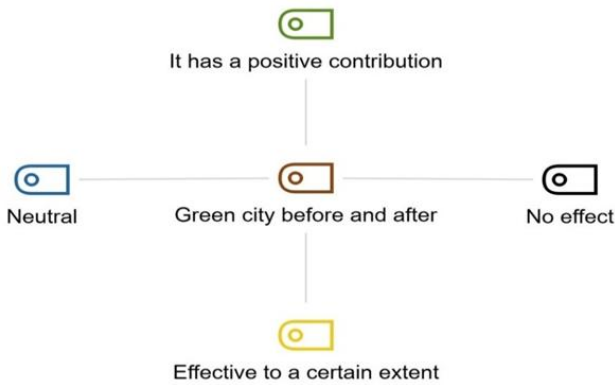 It has a positive contribution
Neutral
Green city before and after
No effect
Effective to a certain extent